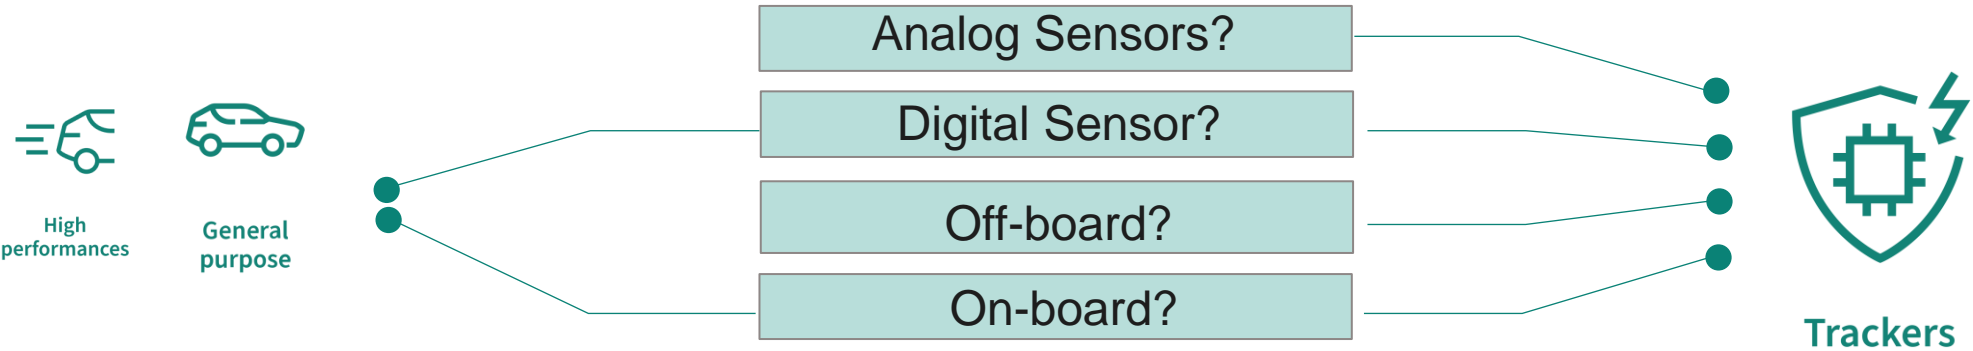 High
performances
General
purpose
Analog Sensors?
Digital Sensor?
Off-board?
On-board?
Trackers